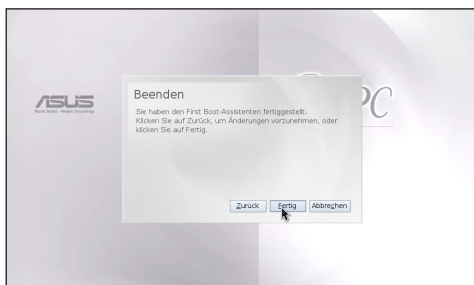 ASUS
Rock Solid · Heart Touching
PC
Beenden
Sie haben den First Boot-Assistenten fertiggestellt.
Klicken Sie auf Zurück, um Änderungen vorzunehmen, oder
klicken Sie auf Fertig.
Zurück Fertig Abbrechen